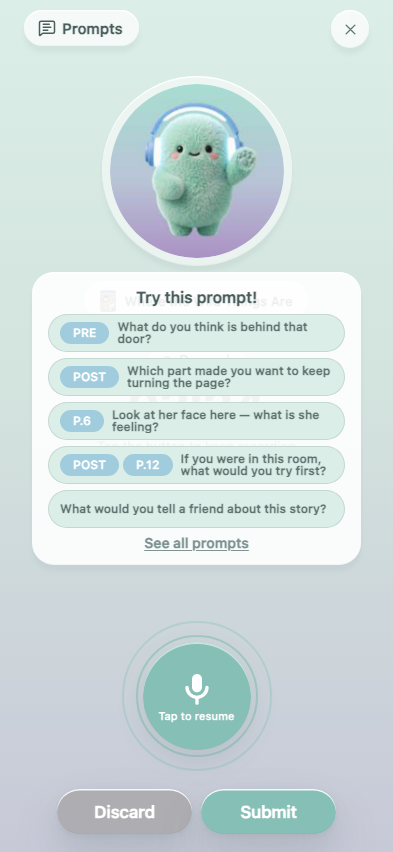 Prompts
Try this prompt!
PRE What do you think is behind that
door?
POST Which part made you want to keep
turning the page?
P.6 Look at her face here — what is she
feeling?
POST P.12 If you were in this room,
what would you try first?
What would you tell a friend about this story?
See all prompts
Tap to resume
Discard Submit